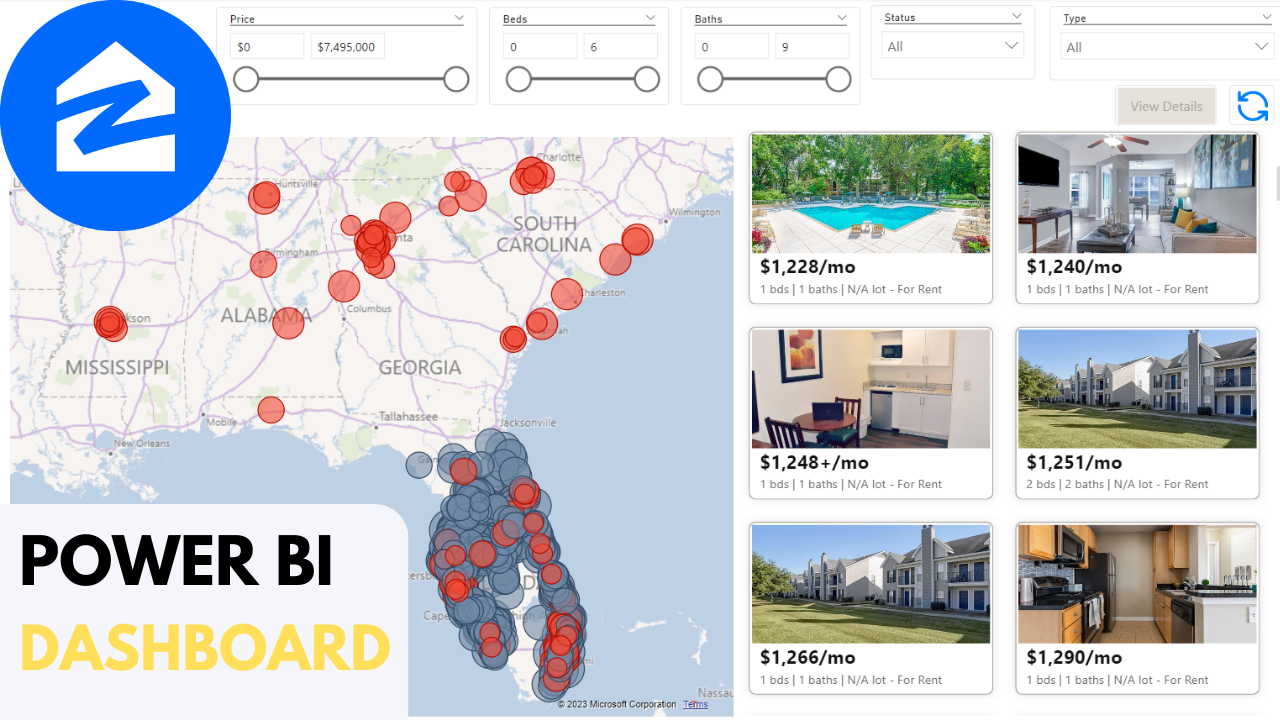 Price
$0
$7,495,000
Beds
0
6
Baths
0
9
Status
All
Type
All
View Details
Charlotte
Huntsville
Wilmington
SOUTH
CAROLINA
Birmingham
Charleston
Columbus
ALABAMA
MISSISSIPPI
GEORGIA
Tallahassee
Mobile
Jacksonville
New Orleans
Nassau
© 2023 Microsoft Corporation Terms
POWER BI
DASHBOARD
$1,228/mo
1 bds | 1 baths | N/A lot - For Rent
$1,240/mo
1 bds | 1 baths | N/A lot - For Rent
$1,248+/mo
1 bds | 1 baths | N/A lot - For Rent
$1,251/mo
2 bds | 2 baths | N/A lot - For Rent
$1,266/mo
1 bds | 1 baths | N/A lot - For Rent
$1,290/mo
1 bds | 1 baths | N/A lot - For Rent